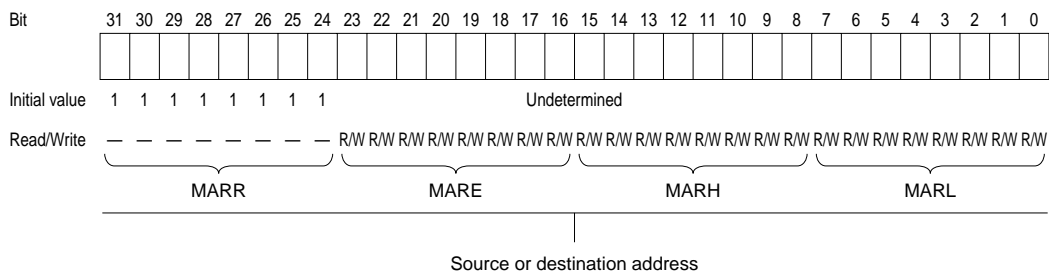 Bit 31 30 29 28 27 26 25 24 23 22 21 20 19 18 17 16 15 14 13 12 11 10 9 8 7 6 5 4 3 2 1 0
Initial value 1 1 1 1 1 1 1 1 Undetermined
Read/Write — — — — — — — — R/W R/W R/W R/W R/W R/W R/W R/W R/W R/W R/W R/W R/W R/W R/W R/W R/W R/W R/W R/W R/W R/W R/W R/W
MARR MARE MARH MARL
Source or destination address